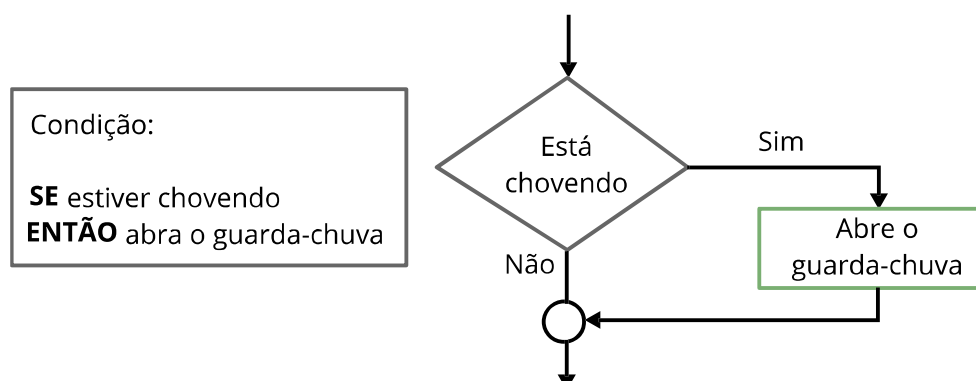 Condição:
SE estiver chovendo
ENTÃO abra o guarda-chuva
Está
chovendo
Sim
Abre o
guarda-chuva
Não